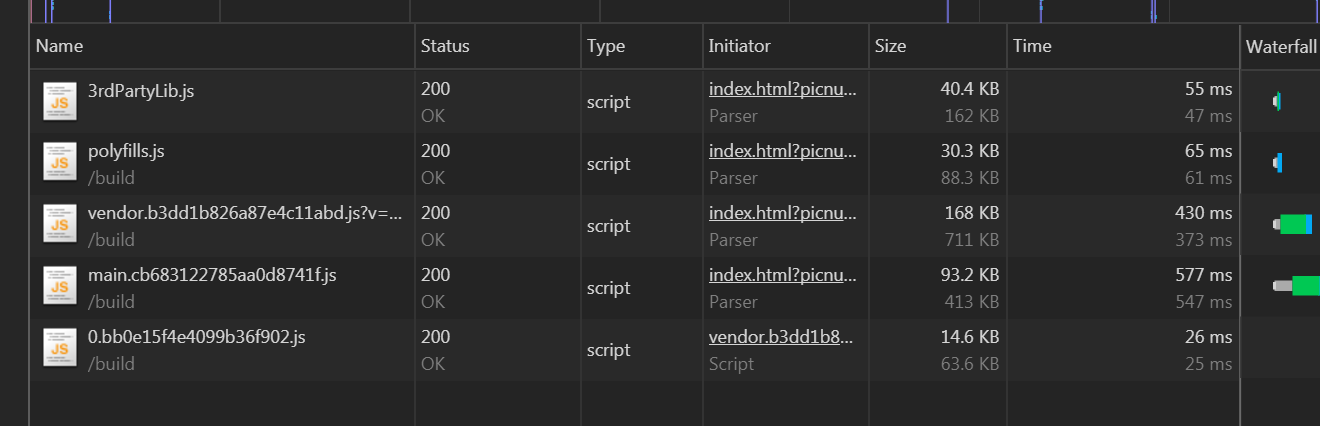 Name Status Type Initiator Size Time Waterfall
3rdPartyLib.js 200 script index.html?picnu... 40.4 KB 55 ms
OK Parser 162 KB 47 ms
polyfills.js 200 script index.html?picnu... 30.3 KB 65 ms
/build OK Parser 88.3 KB 61 ms
vendor.b3dd1b826a87e4c11abd.js?v=... 200 script index.html?picnu... 168 KB 430 ms
/build OK Parser 711 KB 373 ms
main.cb683122785aa0d8741f.js 200 script index.html?picnu... 93.2 KB 577 ms
/build OK Parser 413 KB 547 ms
0.bb0e15f4e4099b36f902.js 200 script vendor.b3dd1b8... 14.6 KB 26 ms
/build OK Script 63.6 KB 25 ms
JS
JS
JS
JS
JS